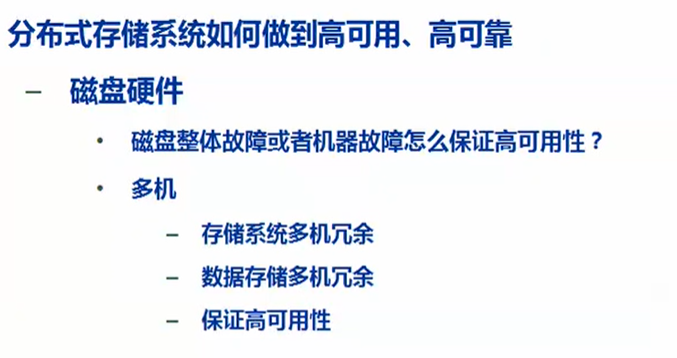 分布式存储系统如何做到高可用、高可靠
– 磁盘硬件
• 磁盘整体故障或者机器故障怎么保证高可用性？
• 多机
– 存储系统多机冗余
– 数据存储多机冗余
– 保证高可用性